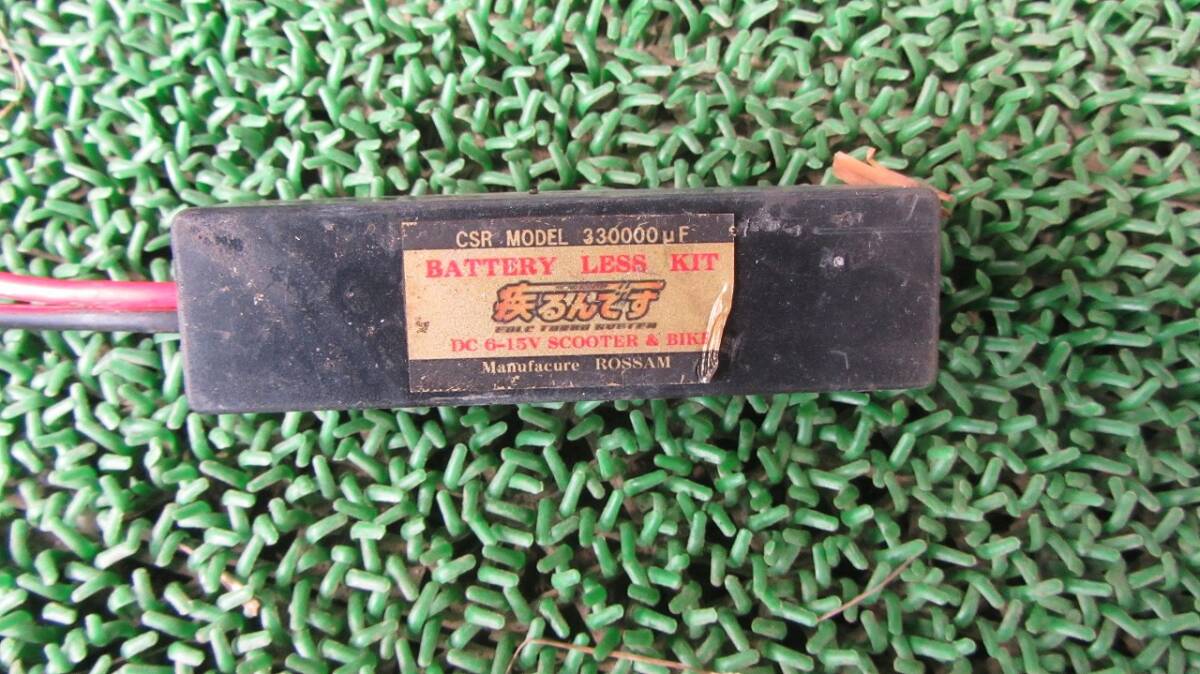 CSR MODEL 330000μF
BATTERY LESS KIT
疾るんです
DC 6-15V SCOOTER & BIKE
Manufacure ROSSAM